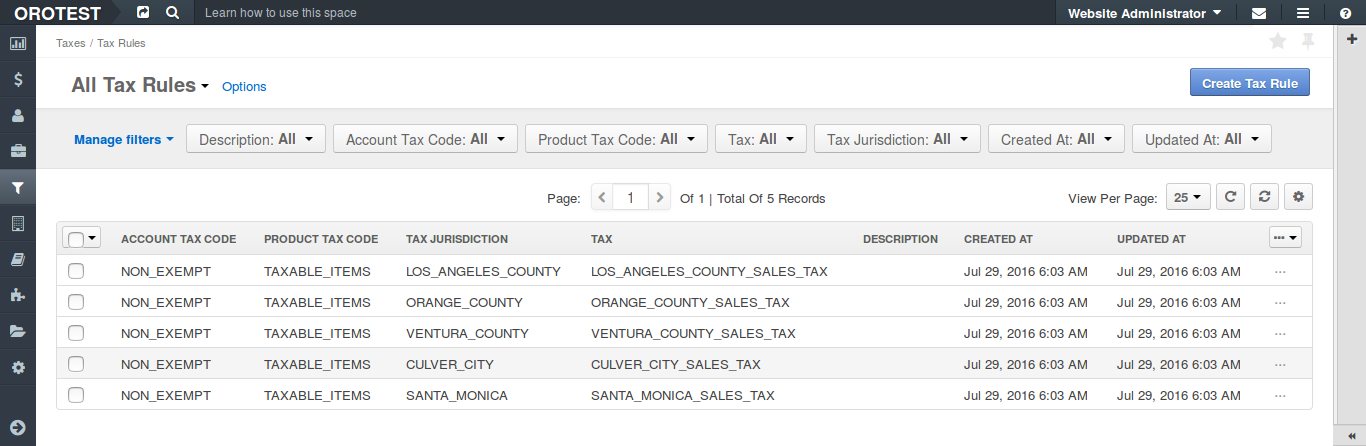 OROTEST Learn how to use this space Website Administrator
Taxes / Tax Rules
All Tax Rules Options Create Tax Rule
Manage filters Description: All Account Tax Code: All Product Tax Code: All Tax: All Tax Jurisdiction: All Created At: All Updated At: All
Page: 1 Of 1 | Total Of 5 Records View Per Page: 25
ACCOUNT TAX CODE PRODUCT TAX CODE TAX JURISDICTION TAX DESCRIPTION CREATED AT UPDATED AT
NON_EXEMPT TAXABLE_ITEMS LOS_ANGELES_COUNTY LOS_ANGELES_COUNTY_SALES_TAX Jul 29, 2016 6:03 AM Jul 29, 2016 6:03 AM ...
NON_EXEMPT TAXABLE_ITEMS ORANGE_COUNTY ORANGE_COUNTY_SALES_TAX Jul 29, 2016 6:03 AM Jul 29, 2016 6:03 AM ...
NON_EXEMPT TAXABLE_ITEMS VENTURA_COUNTY VENTURA_COUNTY_SALES_TAX Jul 29, 2016 6:03 AM Jul 29, 2016 6:03 AM ...
NON_EXEMPT TAXABLE_ITEMS CULVER_CITY CULVER_CITY_SALES_TAX Jul 29, 2016 6:03 AM Jul 29, 2016 6:03 AM ...
NON_EXEMPT TAXABLE_ITEMS SANTA_MONICA SANTA_MONICA_SALES_TAX Jul 29, 2016 6:03 AM Jul 29, 2016 6:03 AM ...